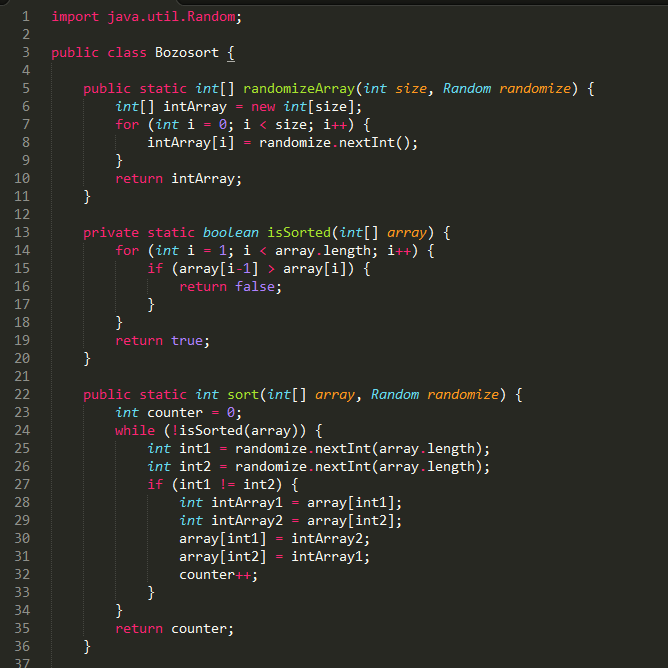 1 import java.util.Random;
2
3 public class Bozosort {
4
5     public static int[] randomizeArray(int size, Random randomize) {
6         int[] intArray = new int[size];
7         for (int i = 0; i < size; i++) {
8             intArray[i] = randomize.nextInt();
9         }
10         return intArray;
11     }
12
13     private static boolean isSorted(int[] array) {
14         for (int i = 1; i < array.length; i++) {
15             if (array[i-1] > array[i]) {
16                 return false;
17             }
18         }
19         return true;
20     }
21
22     public static int sort(int[] array, Random randomize) {
23         int counter = 0;
24         while (!isSorted(array)) {
25             int int1 = randomize.nextInt(array.length);
26             int int2 = randomize.nextInt(array.length);
27             if (int1 != int2) {
28                 int intArray1 = array[int1];
29                 int intArray2 = array[int2];
30                 array[int1] = intArray2;
31                 array[int2] = intArray1;
32                 counter++;
33             }
34         }
35         return counter;
36     }
37